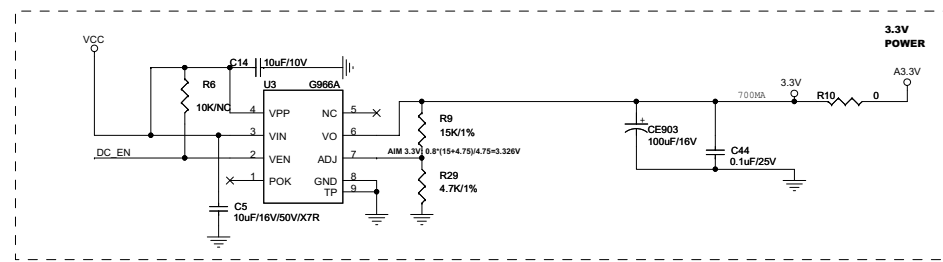 3.3V
POWER
VCC
C14
10uF/10V
A3.3V
U3
G966A
R6
10K/NC
3.3V
700MA
R10
0
4
VPP
NC
5
R9
15K/1%
CE903
100uF/16V
3
VIN
VO
6
AIM 3.3V: 0.8*(15+4.75)/4.75=3.326V
DC_EN
2
VEN
ADJ
7
C44
0.1uF/25V
1
POK
GND
8
TP
9
R29
4.7K/1%
C5
10uF/16V/50V/X7R